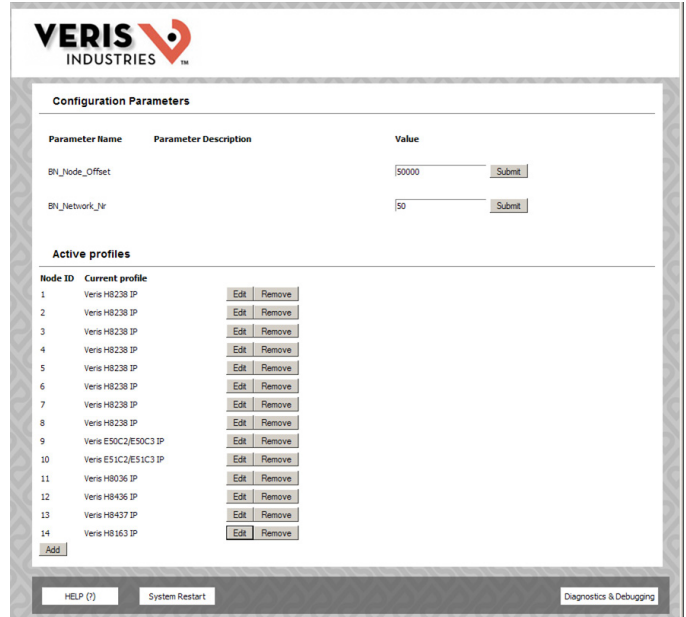 VERIS
INDUSTRIES ™
Configuration Parameters
Parameter Name Parameter Description Value
BN_Node_Offset 50000 Submit
BN_Network_Nr 50 Submit
Active profiles
Node ID Current profile
1 Veris H8238 IP Edit Remove
2 Veris H8238 IP Edit Remove
3 Veris H8238 IP Edit Remove
4 Veris H8238 IP Edit Remove
5 Veris H8238 IP Edit Remove
6 Veris H8238 IP Edit Remove
7 Veris H8238 IP Edit Remove
8 Veris H8238 IP Edit Remove
9 Veris E50C2/E50C3 IP Edit Remove
10 Veris E51C2/E51C3 IP Edit Remove
11 Veris H8036 IP Edit Remove
12 Veris H8436 IP Edit Remove
13 Veris H8437 IP Edit Remove
14 Veris H8163 IP Edit Remove
Add
HELP (?) System Restart Diagnostics & Debugging